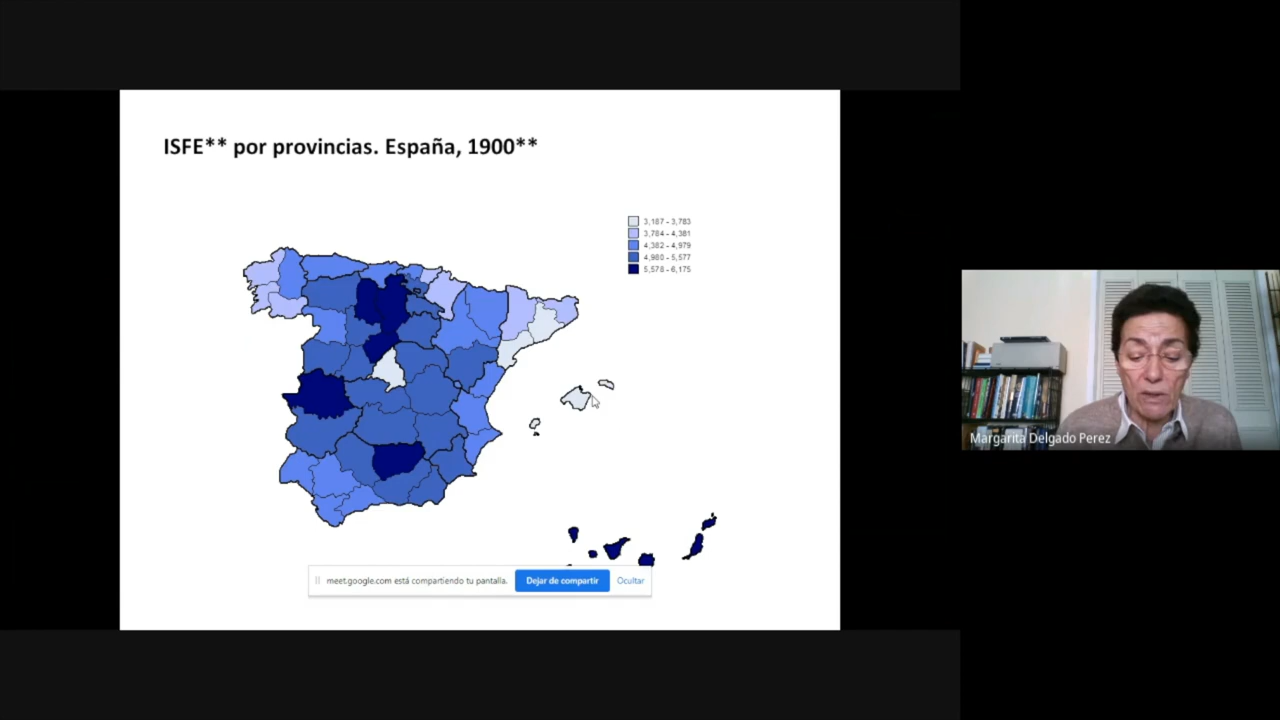 ISFE** por provincias. España, 1900**
3,187 - 3,783
3,784 - 4,381
4,382 - 4,979
4,980 - 5,577
5,578 - 6,175
meet.google.com está compartiendo tu pantalla.
Dejar de compartir
Ocultar
Margarita Delgado Perez